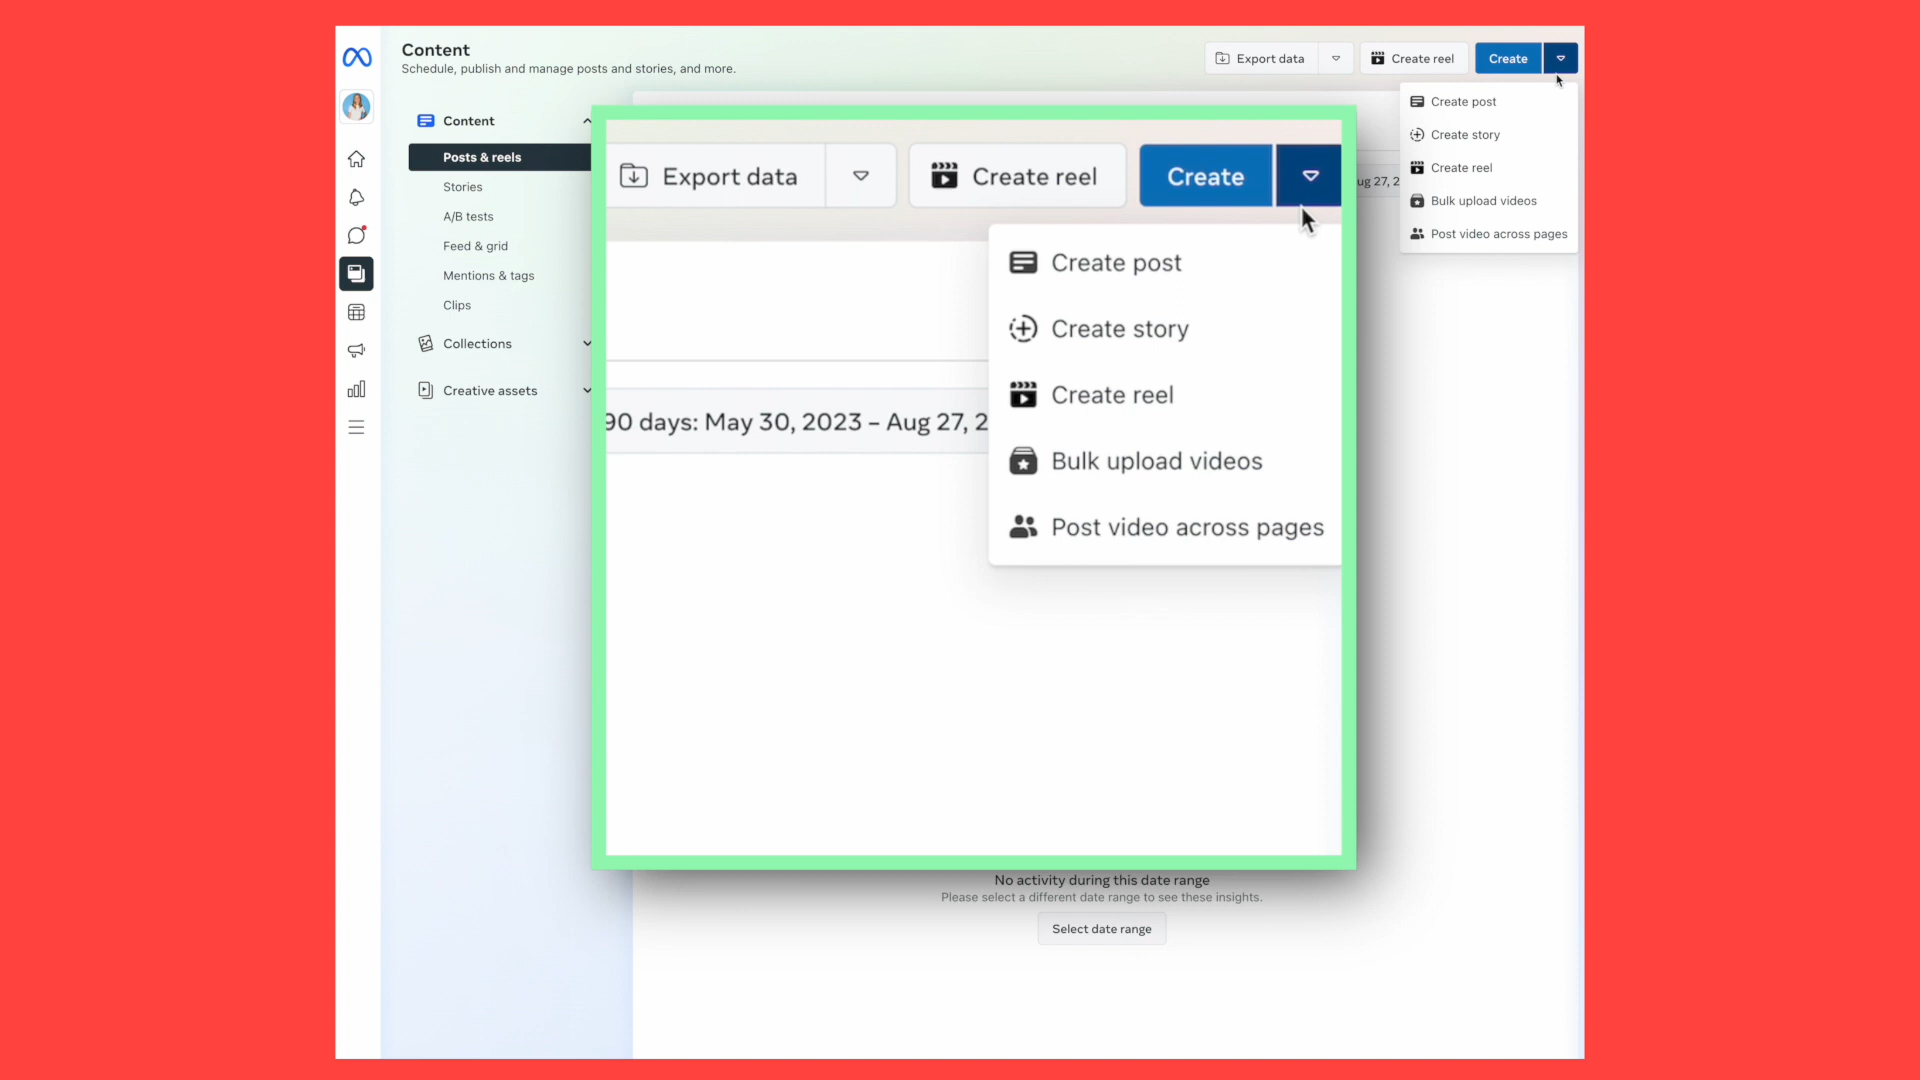 Content
Schedule, publish and manage posts and stories, and more.
Export data
Create reel
Create
Create post
Create story
Create reel
Bulk upload videos
Post video across pages
ug 27, 2
Content
Posts & reels
Stories
A/B tests
Feed & grid
Mentions & tags
Clips
Collections
Creative assets
Export data
Create reel
Create
Create post
Create story
Create reel
Bulk upload videos
Post video across pages
90 days: May 30, 2023 – Aug 27, 2
No activity during this date range
Please select a different date range to see these insights.
Select date range